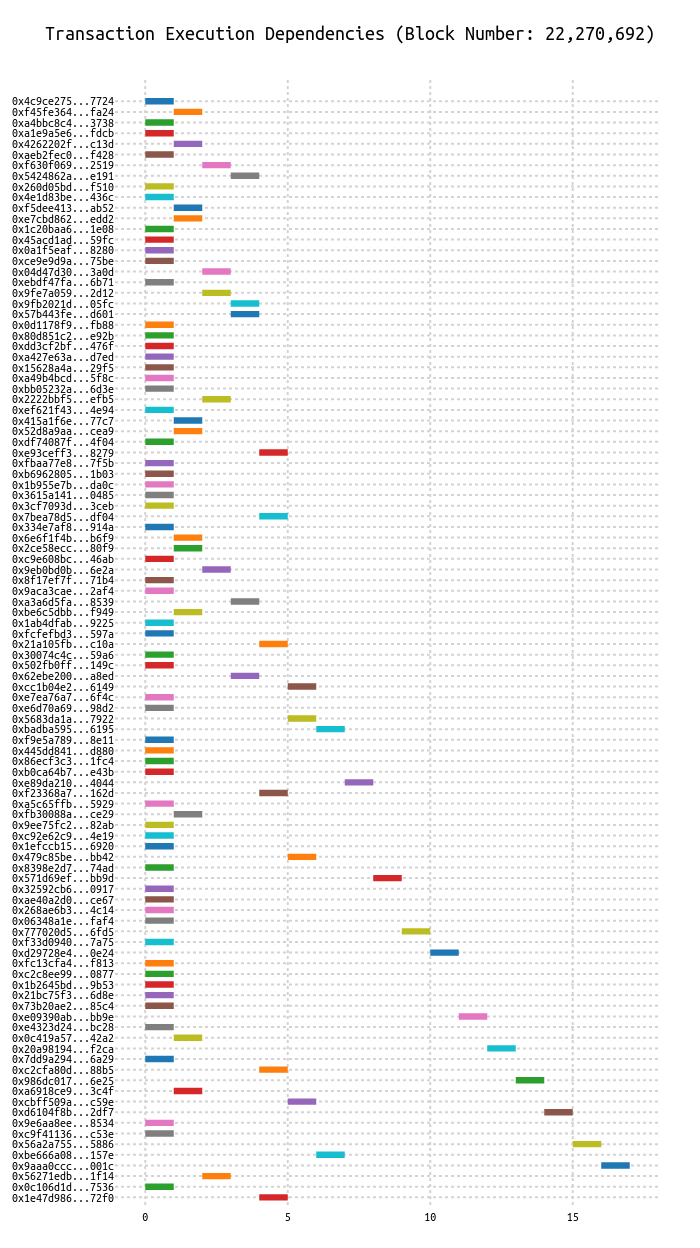 Transaction Execution Dependencies (Block Number: 22,270,692)
0x4c9ce275...7724
0xf45fe364...fa24
0xa4bbc8c4...3738
0xa1e9a5e6...fdcb
0x4262202f...c13d
0xaeb2fec0...f428
0xf630f069...2519
0x5424862a...e191
0x260d05bd...f510
0x4e1d83be...436c
0xf5dee413...ab52
0xe7cbd862...edd2
0x1c20baa6...1e08
0x45acd1ad...59fc
0x0a1f5eaf...8280
0xce9e9d9a...75be
0x04d47d30...3a0d
0xebdf47fa...6b71
0x9fe7a059...2d12
0x9fb2021d...05fc
0x57b443fe...d601
0x0d1178f9...fb88
0x80d851c2...e92b
0xdd3cf2bf...476f
0xa427e63a...d7ed
0x15628a4a...29f5
0xa49b4bcd...5f8c
0xbb05232a...6d3e
0x2222bbf5...efb5
0xef621f43...4e94
0x415a1f6e...77c7
0x52d8a9aa...cea9
0xdf74087f...4f04
0xe93ceff3...8279
0xfbaa77e8...7f5b
0xb6962805...1b03
0x1b955e7b...da0c
0x3615a141...0485
0x3cf7093d...3ceb
0x7bea78d5...df04
0x334e7af8...914a
0x6e6f1f4b...b6f9
0x2ce58ecc...80f9
0xc9e608bc...46ab
0x9eb0bd0b...6e2a
0x8f17ef7f...71b4
0x9aca3cae...2af4
0xa3a6d5fa...8539
0xbe6c5dbb...f949
0x1ab4dfab...9225
0xfcfefbd3...597a
0x21a105fb...c10a
0x30074c4c...59a6
0x502fb0ff...149c
0x62ebe200...a8ed
0xcc1b04e2...6149
0xe7ea76a7...6f4c
0xe6d70a69...98d2
0x5683da1a...7922
0xbadba595...6195
0xf9e5a789...8e11
0x445dd841...d880
0x86ecf3c3...1fc4
0xb0ca64b7...e43b
0xe89da210...4044
0xf23368a7...162d
0xa5c65ffb...5929
0xfb30088a...ce29
0x9ee75fc2...82ab
0xc92e62c9...4e19
0x1efccb15...6920
0x479c85be...bb42
0x8398e2d7...74ad
0x571d69ef...bb9d
0x32592cb6...0917
0xae40a2d0...ce67
0x268ae6b3...4c14
0x06348a1e...faf4
0x777020d5...6fd5
0xf33d0940...7a75
0xd29728e4...0e24
0xfc13cfa4...f813
0xc2c8ee99...0877
0x1b2645bd...9b53
0x21bc75f3...6d8e
0x73b20ae2...85c4
0xe09390ab...bb9e
0xe4323d24...bc28
0x0c419a57...42a2
0x20a98194...f2ca
0x7dd9a294...6a29
0xc2cfa80d...88b5
0x986dc017...6e25
0xa6918ce9...3c4f
0xcbff509a...c59e
0xd6104f8b...2df7
0x9e6aa8ee...8534
0xc9f41136...c53e
0x56a2a755...5886
0xbe666a08...157e
0x9aaa0ccc...001c
0x56271edb...1f14
0x0c106d1d...7536
0x1e47d986...72f0
0 5 10 15